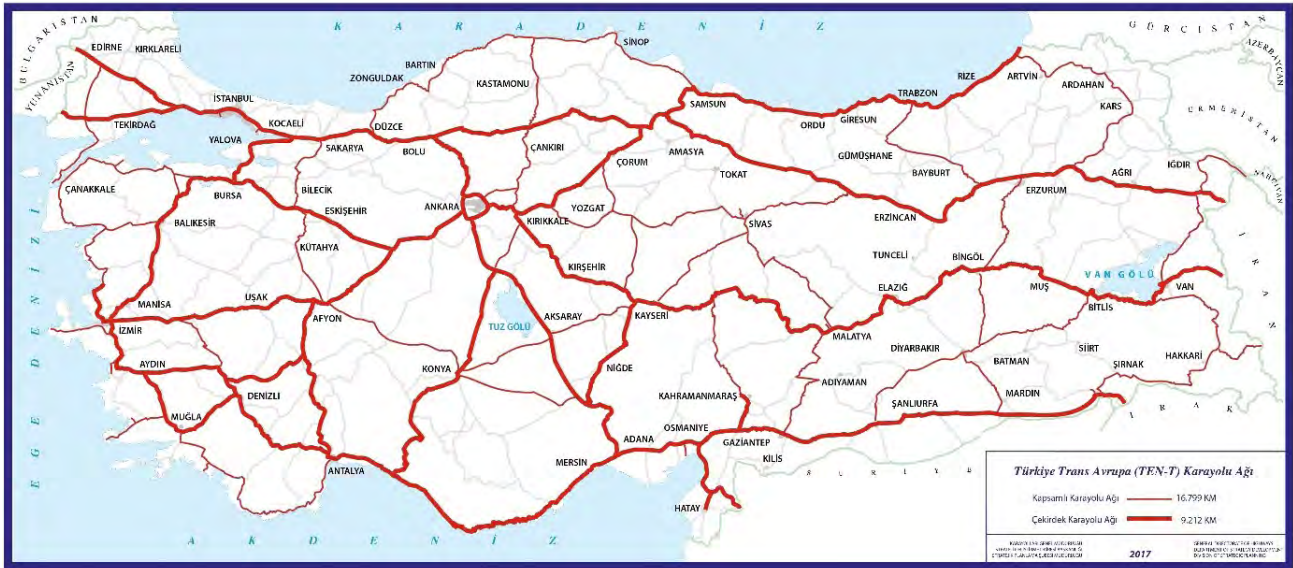 K A R A D E N İ Z
BULGARİSTAN
YUNANİSTAN
GÜRCİSTAN
AZERBAYCAN
ERMENİSTAN
İRAN
IRAK
SURİYE
EGE DENİZİ
AKDENİZ
EDİRNE
KIRKLARELİ
TEKİRDAĞ
İSTANBUL
KOCAELİ
YALOVA
SAKARYA
DÜZCE
BOLU
ZONGULDAK
BARTIN
KASTAMONU
SİNOP
SAMSUN
ÇANKIRI
ÇORUM
AMASYA
TOKAT
ORDU
GİRESUN
TRABZON
RİZE
ARTVİN
ARDAHAN
KARS
GÜMÜŞHANE
BAYBURT
ERZİNCAN
ERZURUM
AĞRI
IĞDIR
ÇANAKKALE
BALIKESİR
BURSA
BİLECİK
ESKİŞEHİR
KÜTAHYA
ANKARA
KIRIKKALE
YOZGAT
KIRŞEHİR
SİVAS
TUNCELİ
BİNGÖL
ELAZIĞ
MUŞ
BİTLİS
VAN GÖLÜ
VAN
MANİSA
İZMİR
UŞAK
AFYON
AYDIN
DENİZLİ
MUĞLA
ANTALYA
KONYA
TUZ GÖLÜ
AKSARAY
NİĞDE
KAYSERİ
MALATYA
DİYARBAKIR
BATMAN
SİİRT
ŞIRNAK
HAKKARİ
MARDİN
ŞANLIURFA
ADIYAMAN
KAHRAMANMARAŞ
OSMANİYE
GAZİANTEP
KİLİS
ADANA
MERSİN
HATAY
Türkiye Trans Avrupa (TEN-T) Karayolu Ağı
Kapsamlı Karayolu Ağı 16.799 KM
Çekirdek Karayolu Ağı 9.212 KM
2017